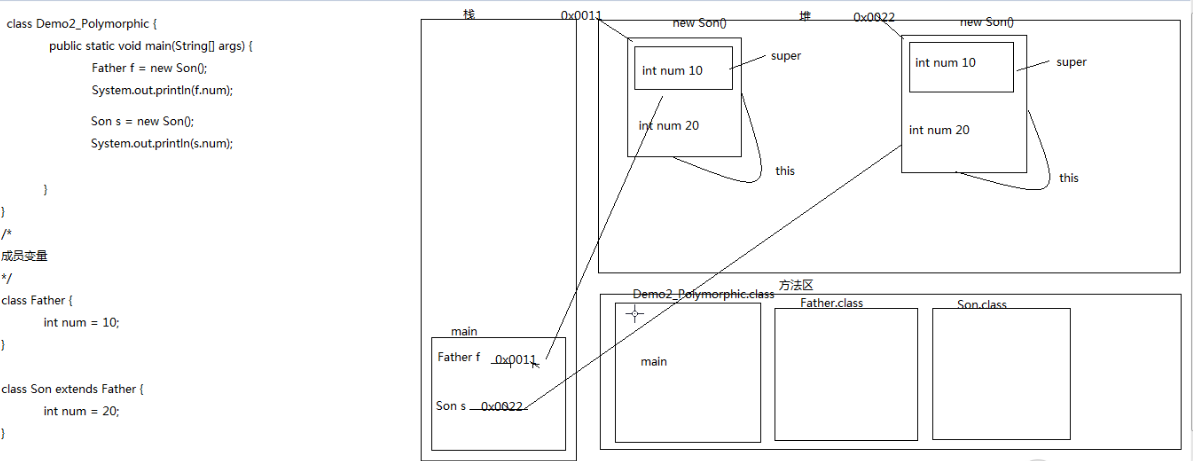 class Demo2_Polymorphic {
public static void main(String[] args) {
Father f = new Son();
System.out.println(f.num);
Son s = new Son();
System.out.println(s.num);
}
}
/*
成员变量
*/
class Father {
int num = 10;
}
class Son extends Father {
int num = 20;
}
栈
main
Father f 0x0011
Son s 0x0022
堆
0x0011
new Son()
int num 10
super
int num 20
this
0x0022
new Son()
int num 10
super
int num 20
this
方法区
Demo2_Polymorphic.class
main
Father.class
Son.class